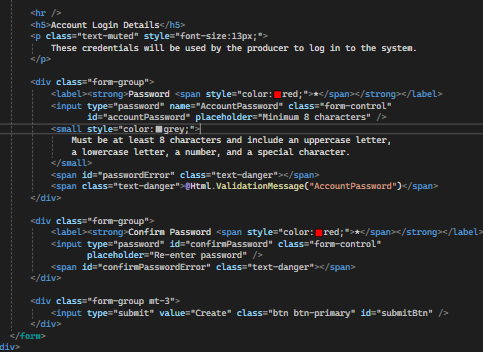 <hr />
<h5>Account Login Details</h5>
<p class="text-muted" style="font-size:13px;">
These credentials will be used by the producer to log in to the system.
</p>
<div class="form-group">
<label><strong>Password <span style="color:red;">*</span></strong></label>
<input type="password" name="AccountPassword" class="form-control"
id="accountPassword" placeholder="Minimum 8 characters" />
<small style="color:grey;">
Must be at least 8 characters and include an uppercase letter,
a lowercase letter, a number, and a special character.
</small>
<span id="passwordError" class="text-danger"></span>
<span class="text-danger">@Html.ValidationMessage("AccountPassword")</span>
</div>
<div class="form-group">
<label><strong>Confirm Password <span style="color:red;">*</span></strong></label>
<input type="password" id="confirmPassword" class="form-control"
placeholder="Re-enter password" />
<span id="confirmPasswordError" class="text-danger"></span>
</div>
<div class="form-group mt-3">
<input type="submit" value="Create" class="btn btn-primary" id="submitBtn" />
</div>
</form>
div>